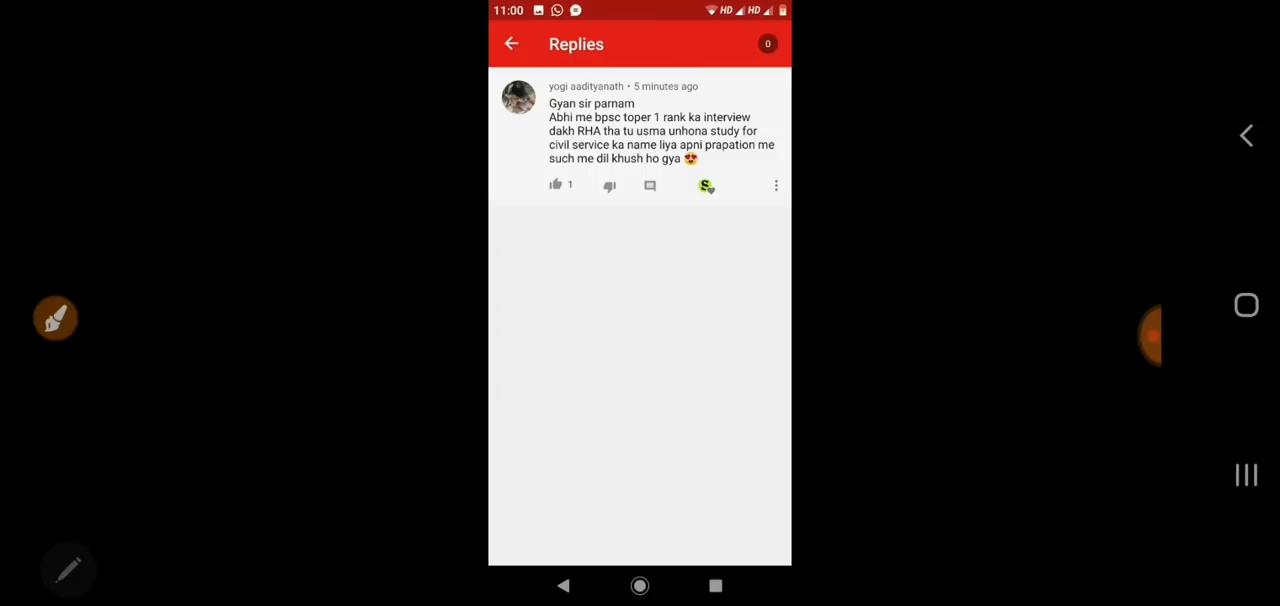 11:00 HD HD
Replies 0
yogi aadityanath • 5 minutes ago
Gyan sir parnam
Abhi me bpsc toper 1 rank ka interview
dakh RHA tha tu usma unhona study for
civil service ka name liya apni prapation me
such me dil khush ho gya 😍
1 S